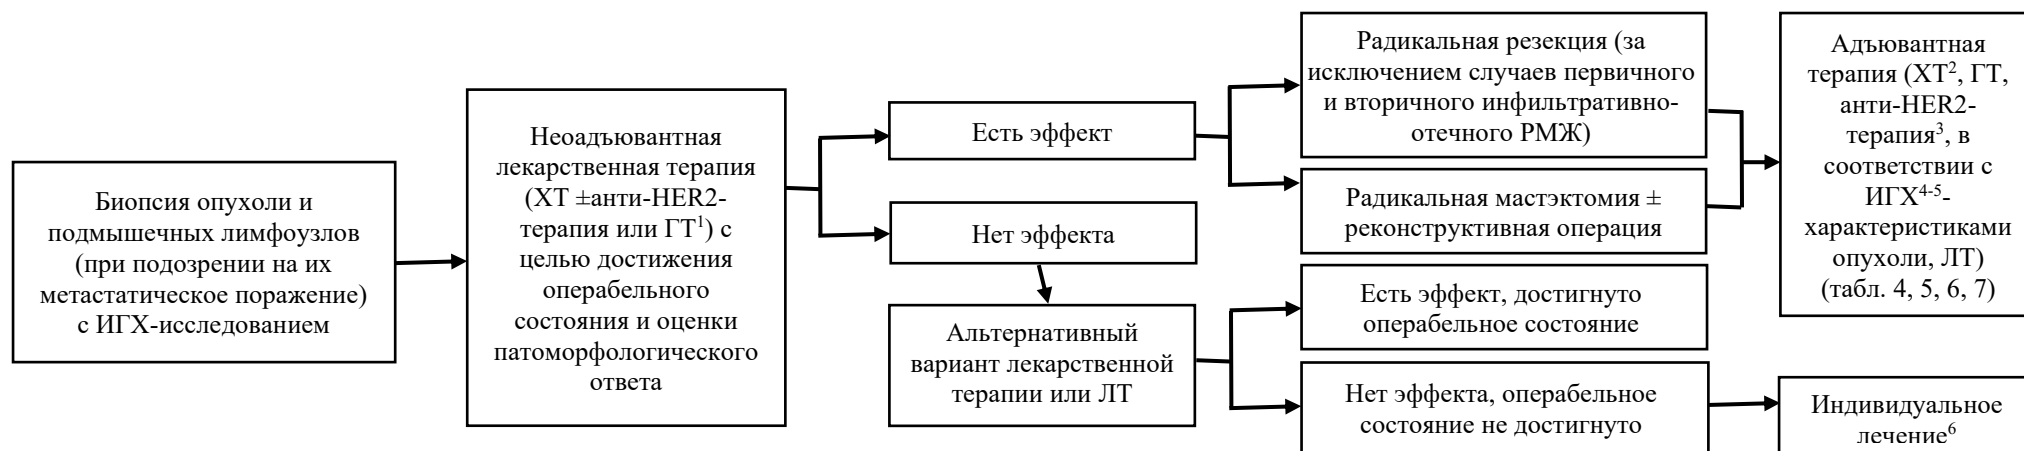 Биопсия опухоли и
подмышечных лимфоузлов
(при подозрении на их
метастатическое поражение)
с ИГХ-исследованием
Неоадъювантная
лекарственная терапия
(ХТ ±анти-HER2-
терапия или ГТ¹) с
целью достижения
операбельного
состояния и оценки
патоморфологического
ответа
Есть эффект
Нет эффекта
Альтернативный
вариант лекарственной
терапии или ЛТ
Радикальная резекция (за
исключением случаев первичного
и вторичного инфильтративно-
отечного РМЖ)
Радикальная мастэктомия ±
реконструктивная операция
Есть эффект, достигнуто
операбельное состояние
Нет эффекта, операбельное
состояние не достигнуто
Адъювантная
терапия (ХТ², ГТ,
анти-HER2-
терапия³, в
соответствии с
ИГХ⁴⁻⁵-
характеристиками
опухоли, ЛТ)
(табл. 4, 5, 6, 7)
Индивидуальное
лечение⁶